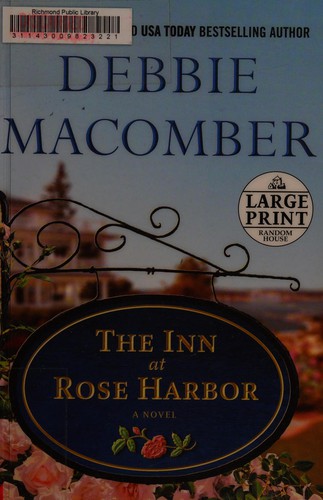 Richmond Public Library
31143009629221
USA TODAY BESTSELLING AUTHOR
DEBBIE
MACOMBER
LARGE
PRINT
RANDOM
HOUSE
THE INN
at
ROSE HARBOR
A NOVEL